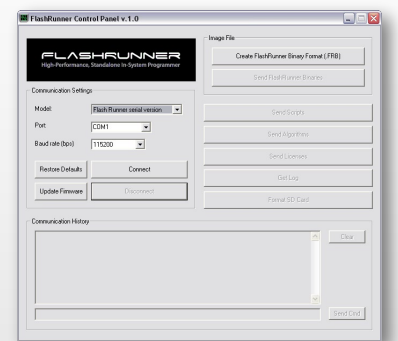 FlashRunner Control Panel v.1.0
FLASHRUNNER
High-Performance, Standalone In-System Programmer
Communication Settings
Model:
Flash Runner serial version
Port
COM1
Baud rate (bps)
115200
Restore Defaults
Connect
Update Firmware
Disconnect
Image File
Create FlashRunner Binary Format (.FRB)
Send FlashRunner Binaries
Send Scripts
Send Algorithms
Send Licenses
Get Log
Format SD Card
Communication History
Clear
Send Cmd